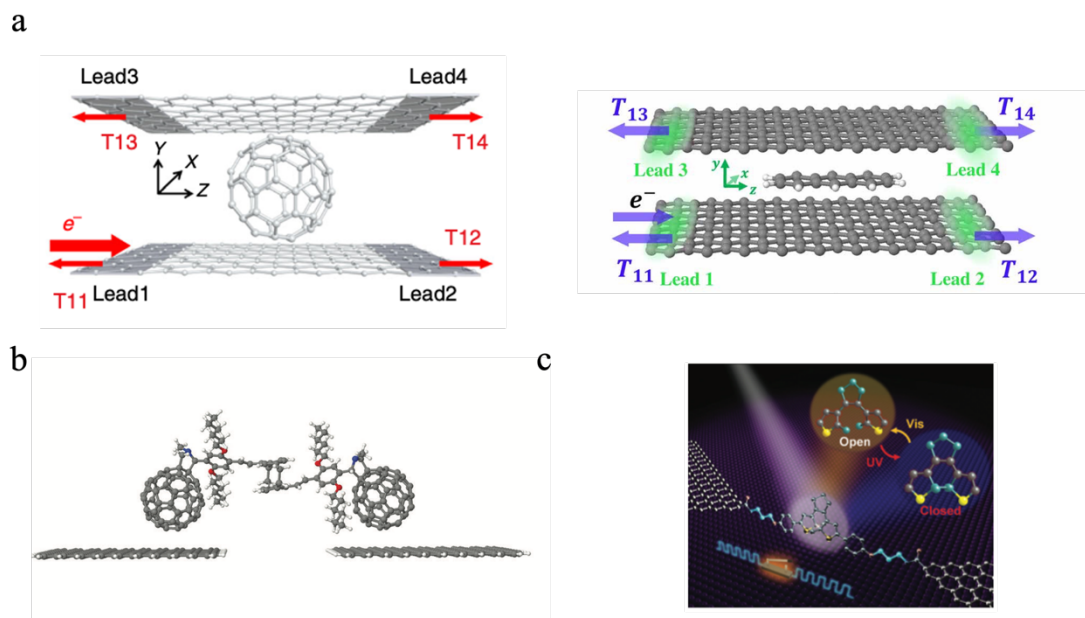 a
Lead3
Lead4
T13
T14
Y
X
Z
e⁻
T12
T11
Lead1
Lead2
T₁₃
T₁₄
Lead 3
Lead 4
y
x
z
e⁻
T₁₁
T₁₂
Lead 1
Lead 2
b
c
Open
Vis
UV
Closed